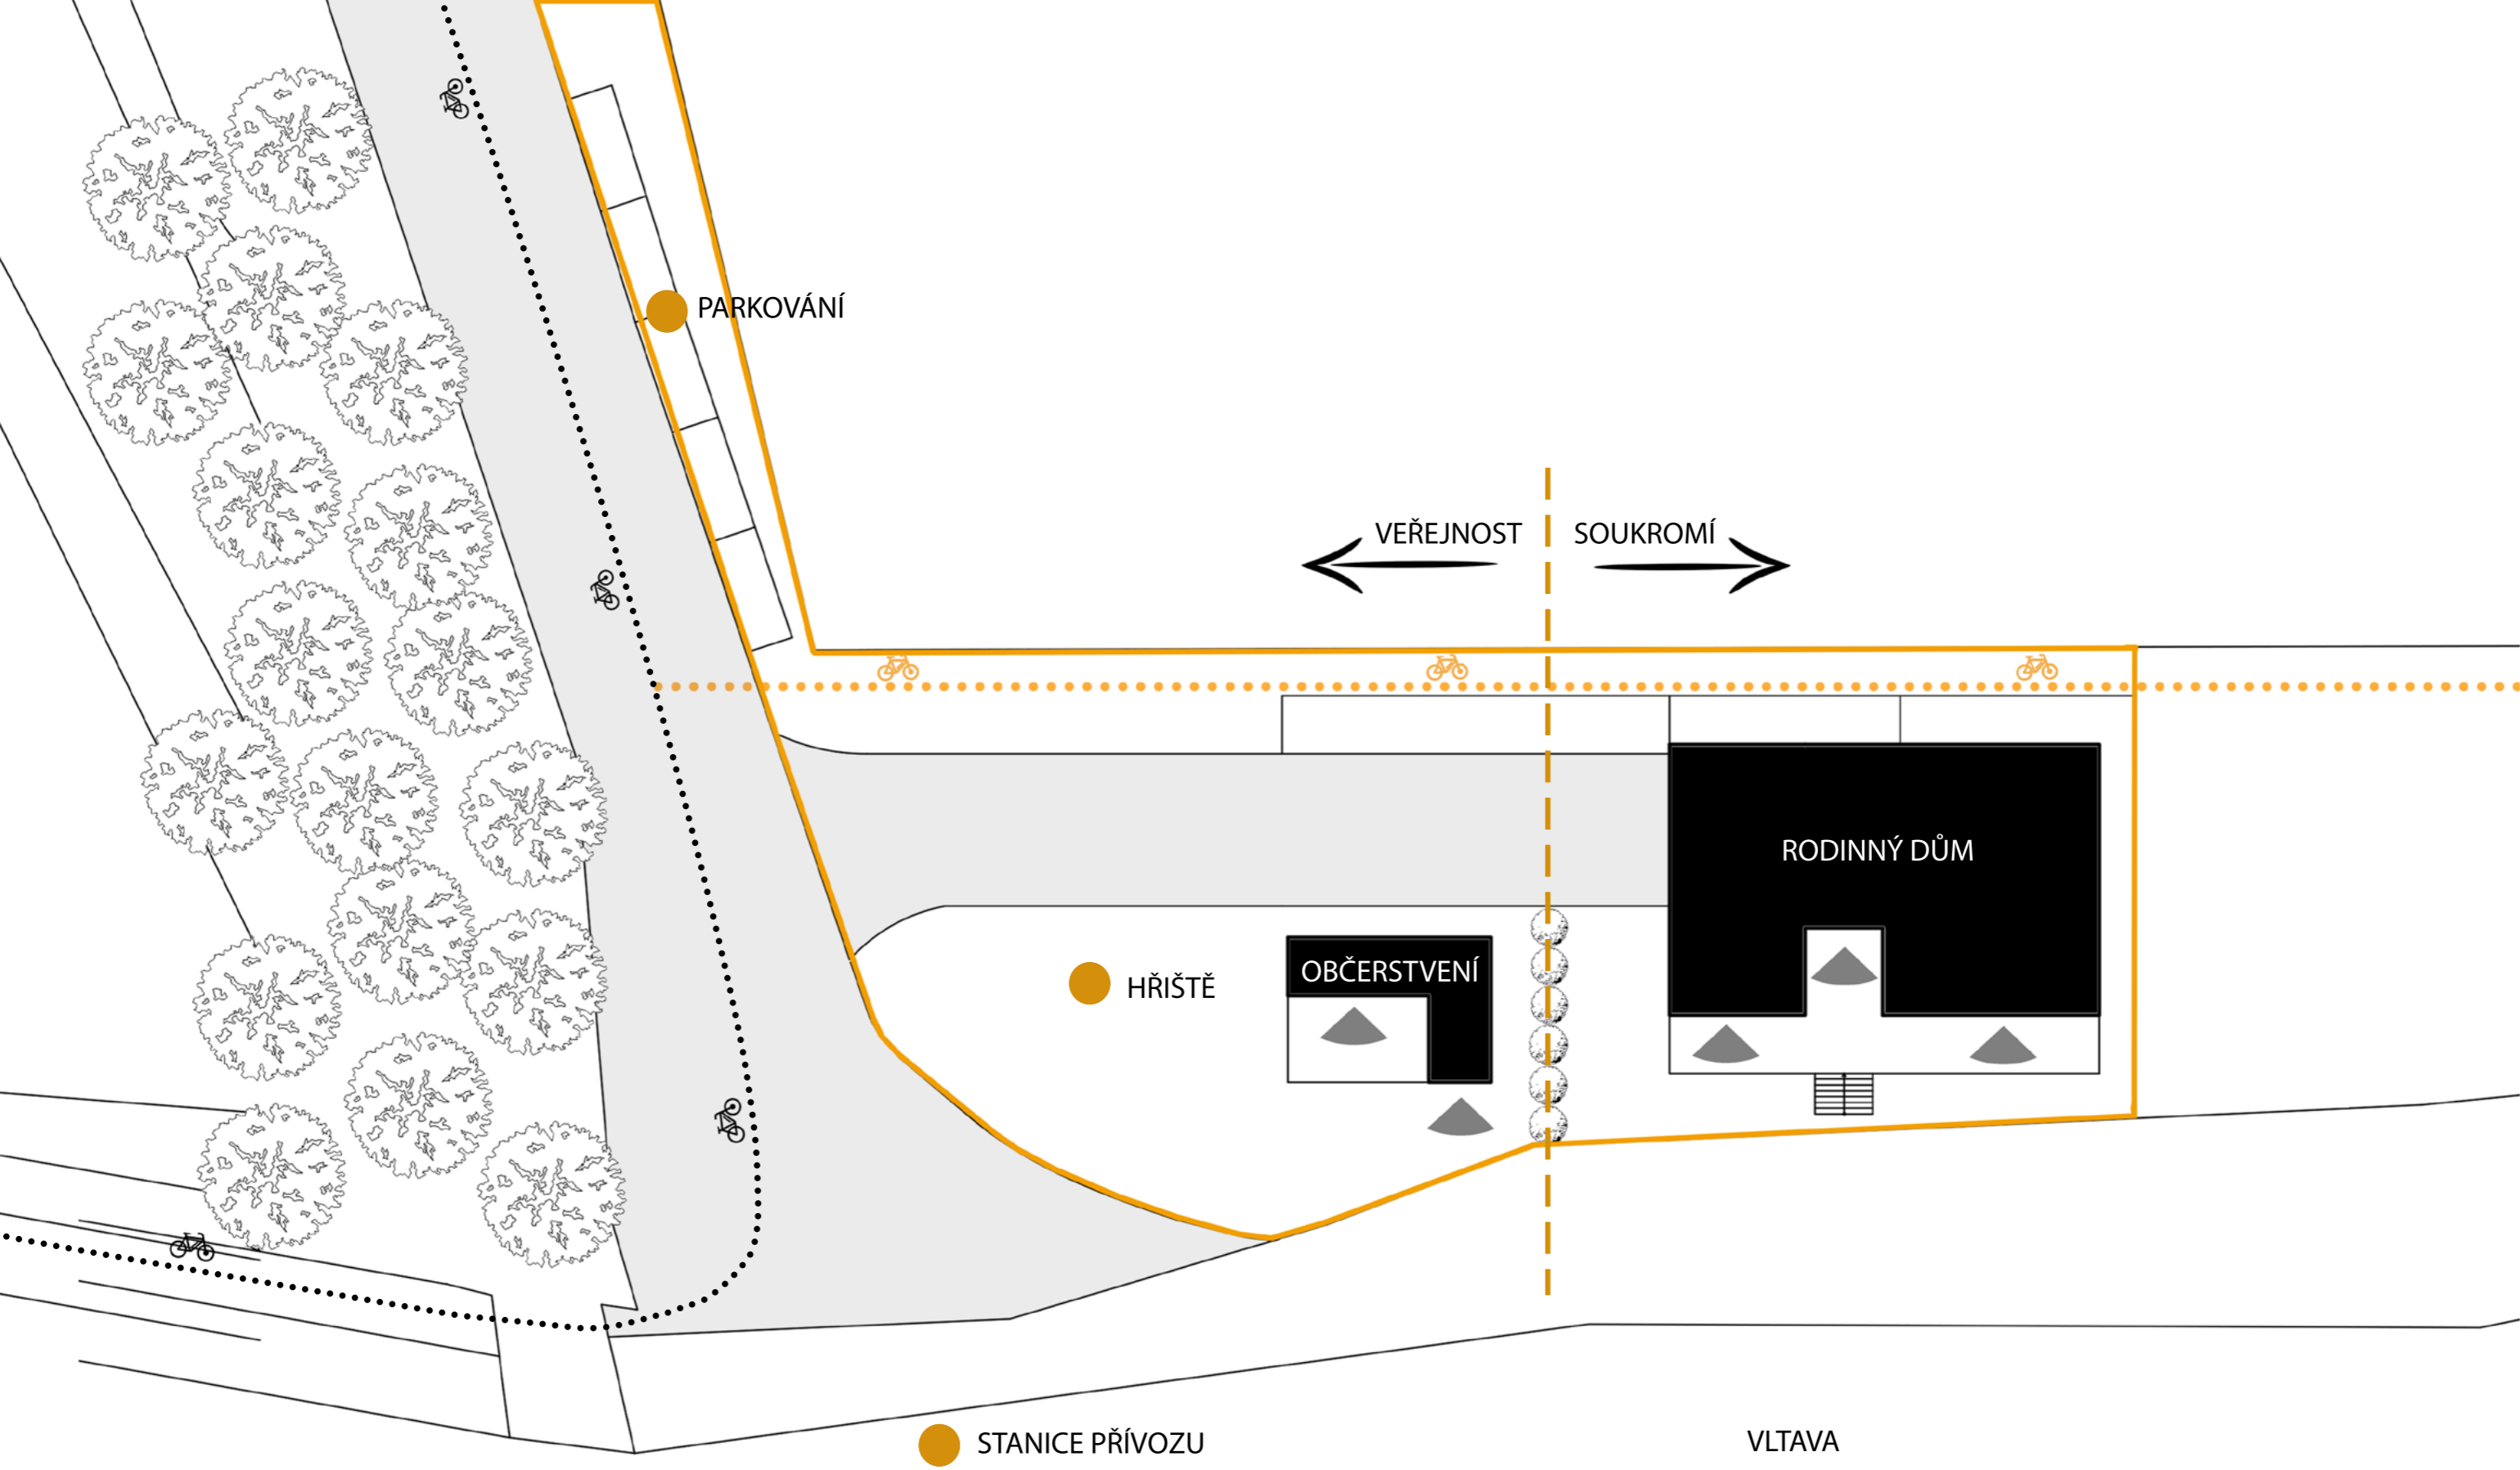 PARKOVÁNÍ
VEŘEJNOST
SOUKROMÍ
RODINNÝ DŮM
OBČERSTVENÍ
HŘIŠTĚ
STANICE PŘÍVOZU
VLTAVA